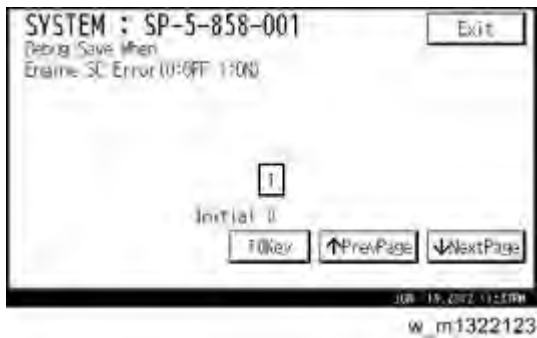 SYSTEM : SP-5-858-001
Exit
Debug Save When
Engine SC Error(0:OFF 1:ON)
1
Initial 0
10Key
↑PrevPage
↓NextPage
w_m1322123